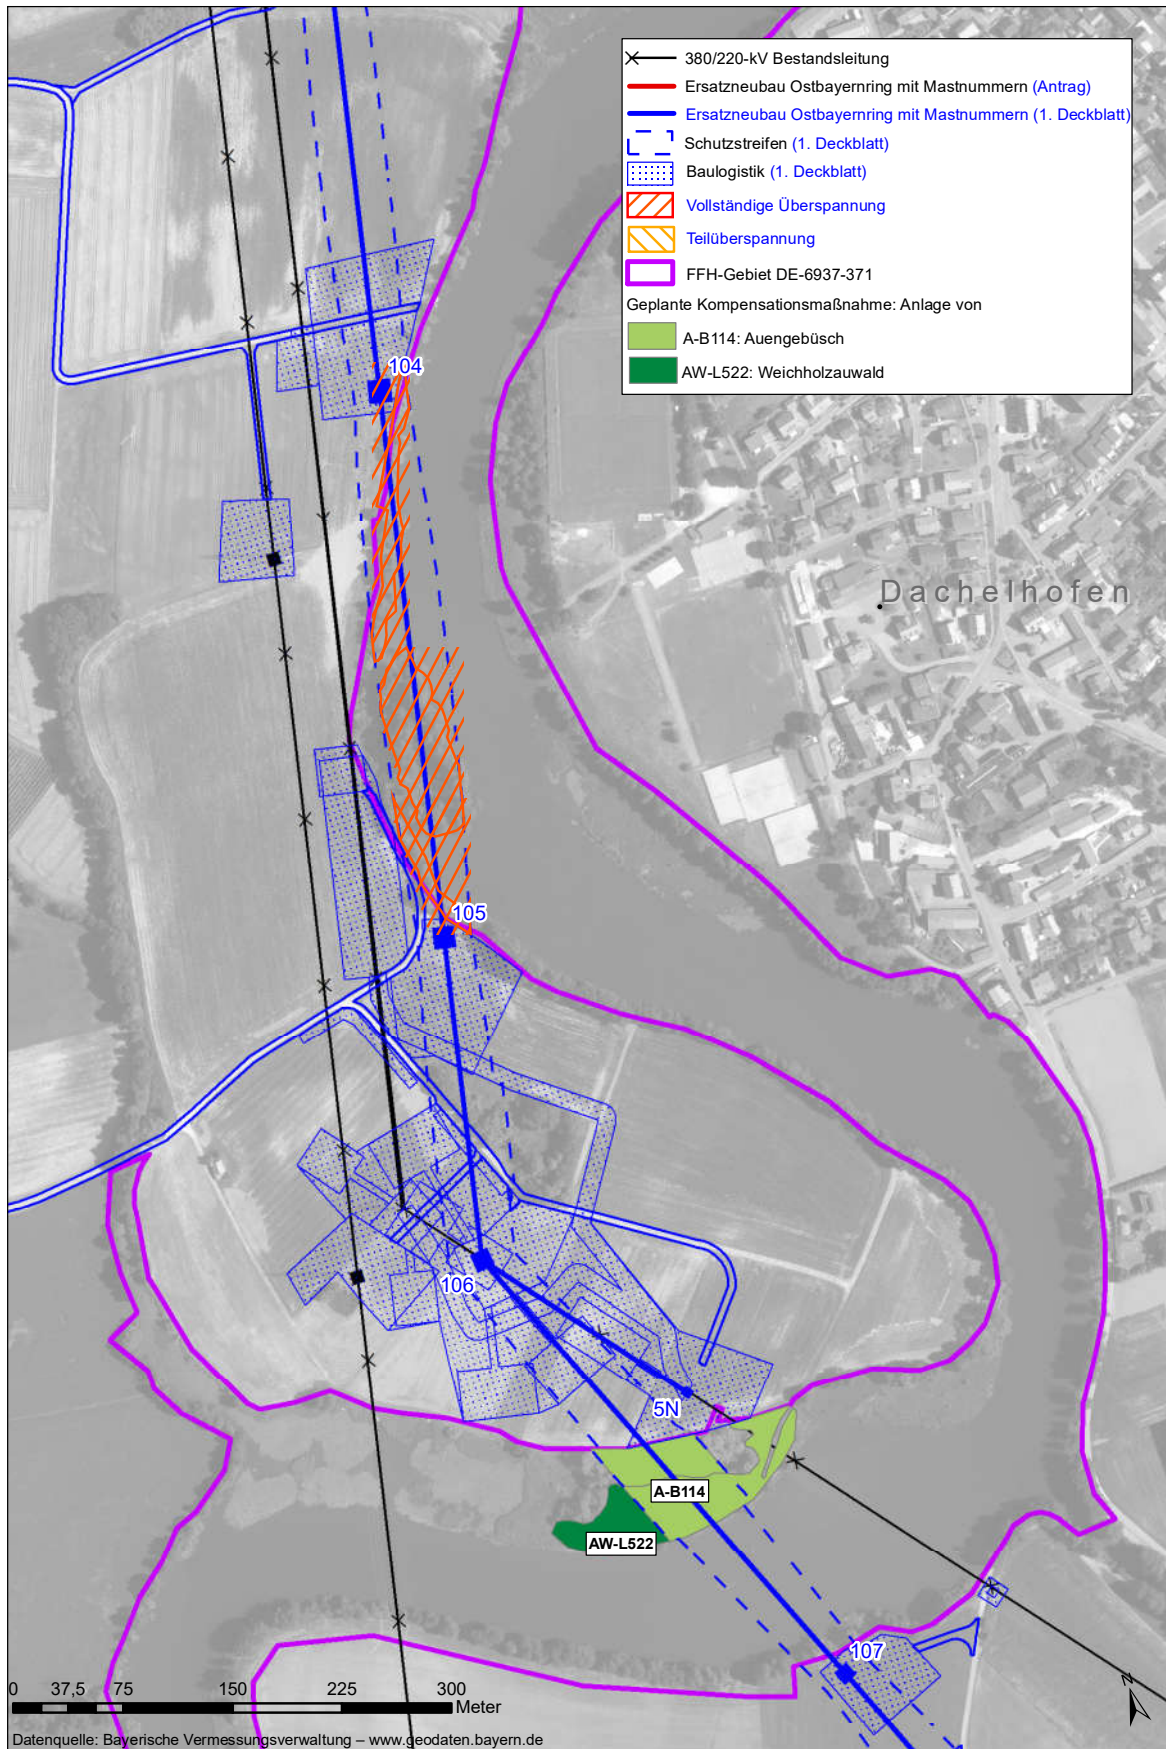 380/220-kV Bestandsleitung
Ersatzneubau Ostbayernring mit Mastnummern (Antrag)
Ersatzneubau Ostbayernring mit Mastnummern (1. Deckblatt)
Schutzstreifen (1. Deckblatt)
Baulogistik (1. Deckblatt)
Vollständige Überspannung
Teilüberspannung
FFH-Gebiet DE-6937-371
Geplante Kompensationsmaßnahme: Anlage von
A-B114: Auengebüsch
AW-L522: Weichholzauwald
104
Dachelhofen
105
106
5N
A-B114
AW-L522
107
N
0 37,5 75 150 225 300
Meter
Datenquelle: Bayerische Vermessungsverwaltung – www.geodaten.bayern.de